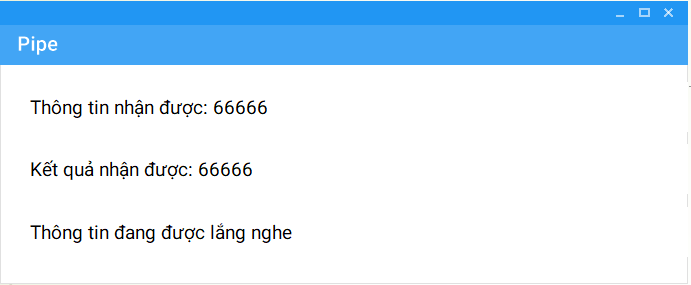 Pipe
Thông tin nhận được: 66666
Kết quả nhận được: 66666
Thông tin đang được lắng nghe